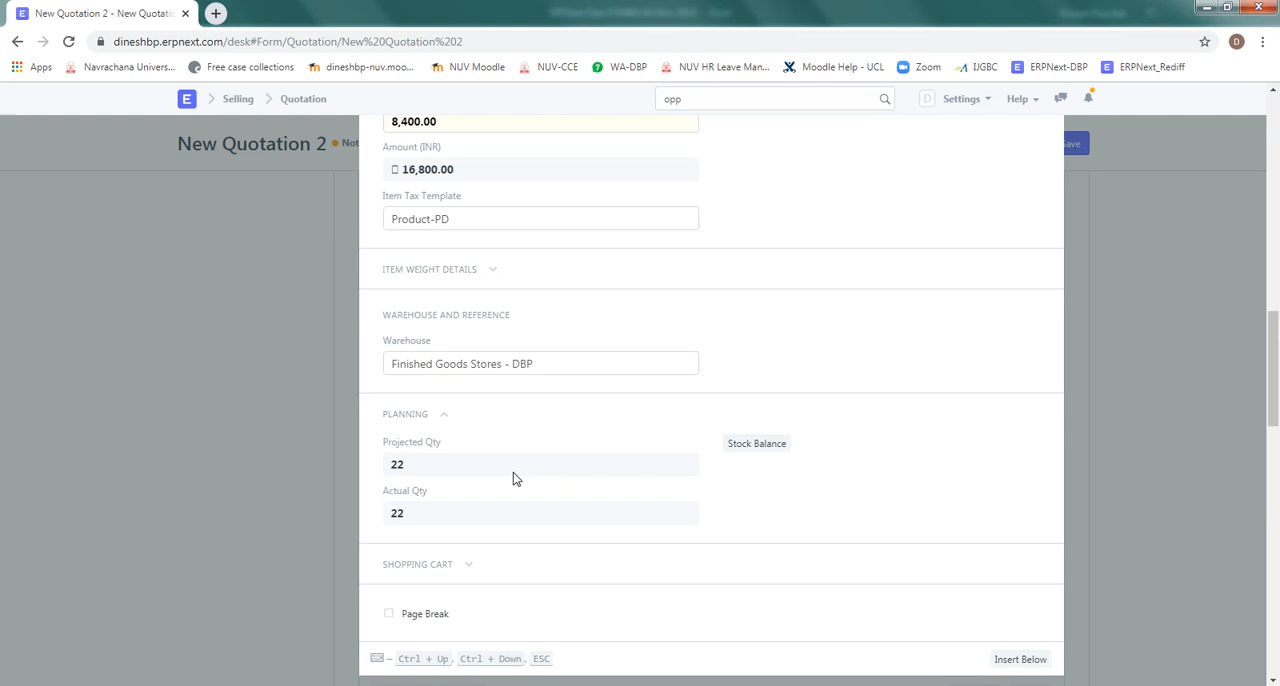 New Quotation 2 - New Quotatio
dineshbp.erpnext.com/desk#Form/Quotation/New%20Quotation%202
D
Apps
Navrachana Univers...
Free case collections
dineshbp-nuv.moo...
NUV Moodle
NUV-CCE
WA-DBP
NUV HR Leave Man...
Moodle Help - UCL
Zoom
IJGBC
ERPNext-DBP
ERPNext_Rediff
E
Selling
Quotation
opp
D
Settings
Help
New Quotation 2
Not
Save
8,400.00
Amount (INR)
16,800.00
Item Tax Template
Product-PD
ITEM WEIGHT DETAILS
WAREHOUSE AND REFERENCE
Warehouse
Finished Goods Stores - DBP
PLANNING
Projected Qty
Stock Balance
22
Actual Qty
22
SHOPPING CART
Page Break
– Ctrl + Up, Ctrl + Down, ESC
Insert Below